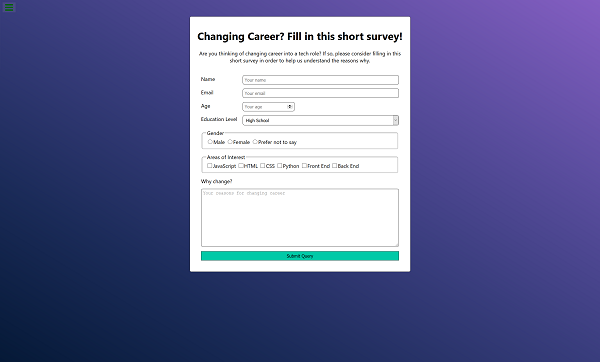 Changing Career? Fill in this short survey!
Are you thinking of changing career into a tech role? If so, please consider filling in this
short survey in order to help us understand the reasons why.
Name Your name
Email Your email
Age Your age
Education Level High School
Gender
Male Female Prefer not to say
Areas of Interest
JavaScript HTML CSS Python Front End Back End
Why change?
Your reasons for changing career
Submit Query